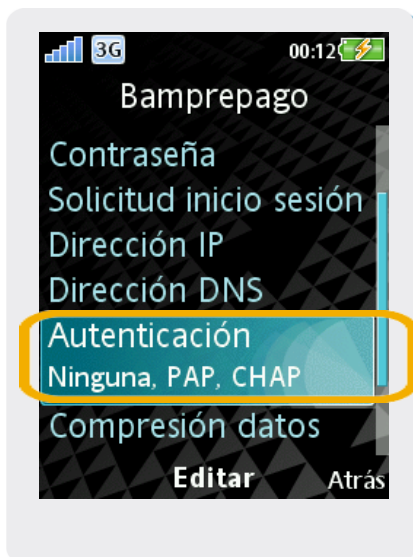 3G 00:12
Bamprepago
Contraseña
Solicitud inicio sesión
Dirección IP
Dirección DNS
Autenticación
Ninguna, PAP, CHAP
Compresión datos
Editar Atrás